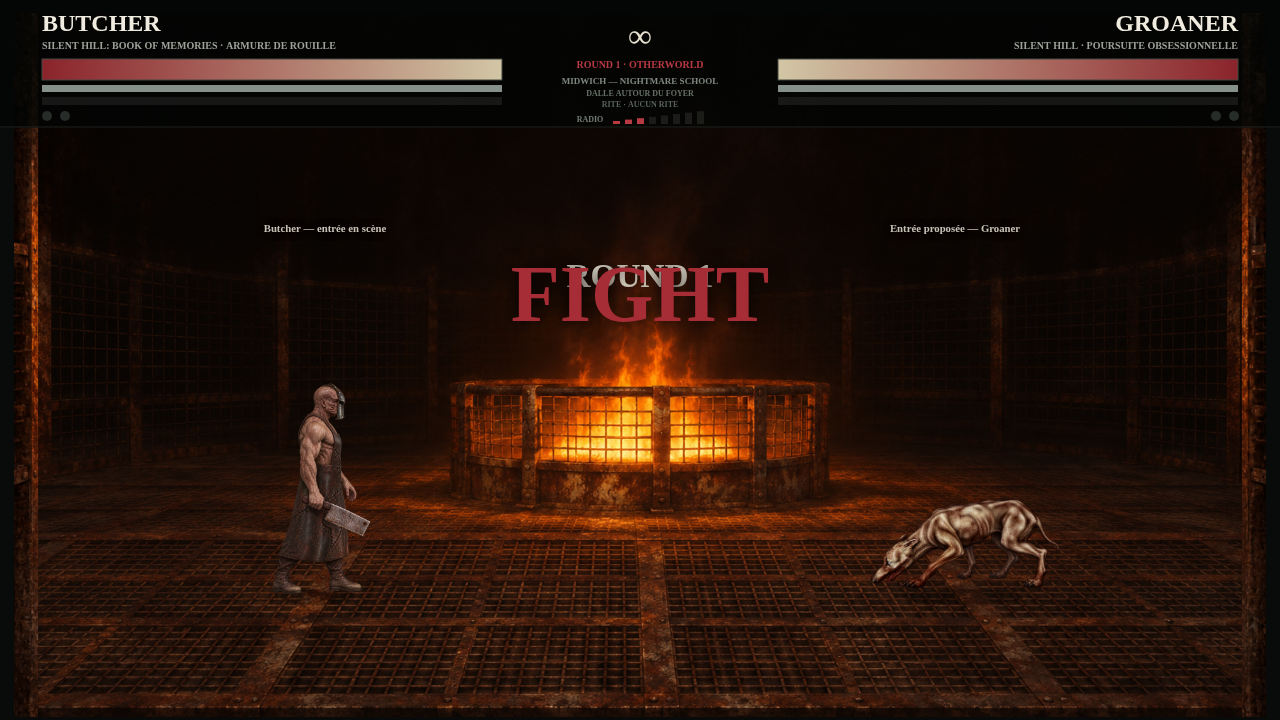 BUTCHER
SILENT HILL: BOOK OF MEMORIES · ARMURE DE ROUILLE
∞
ROUND 1 · OTHERWORLD
MIDWICH — NIGHTMARE SCHOOL
DALLE AUTOUR DU FOYER
RITE · AUCUN RITE
RADIO
GROANER
SILENT HILL · POURSUITE OBSESSIONNELLE
Butcher — entrée en scène
Entrée proposée — Groaner
ROUND 1
FIGHT